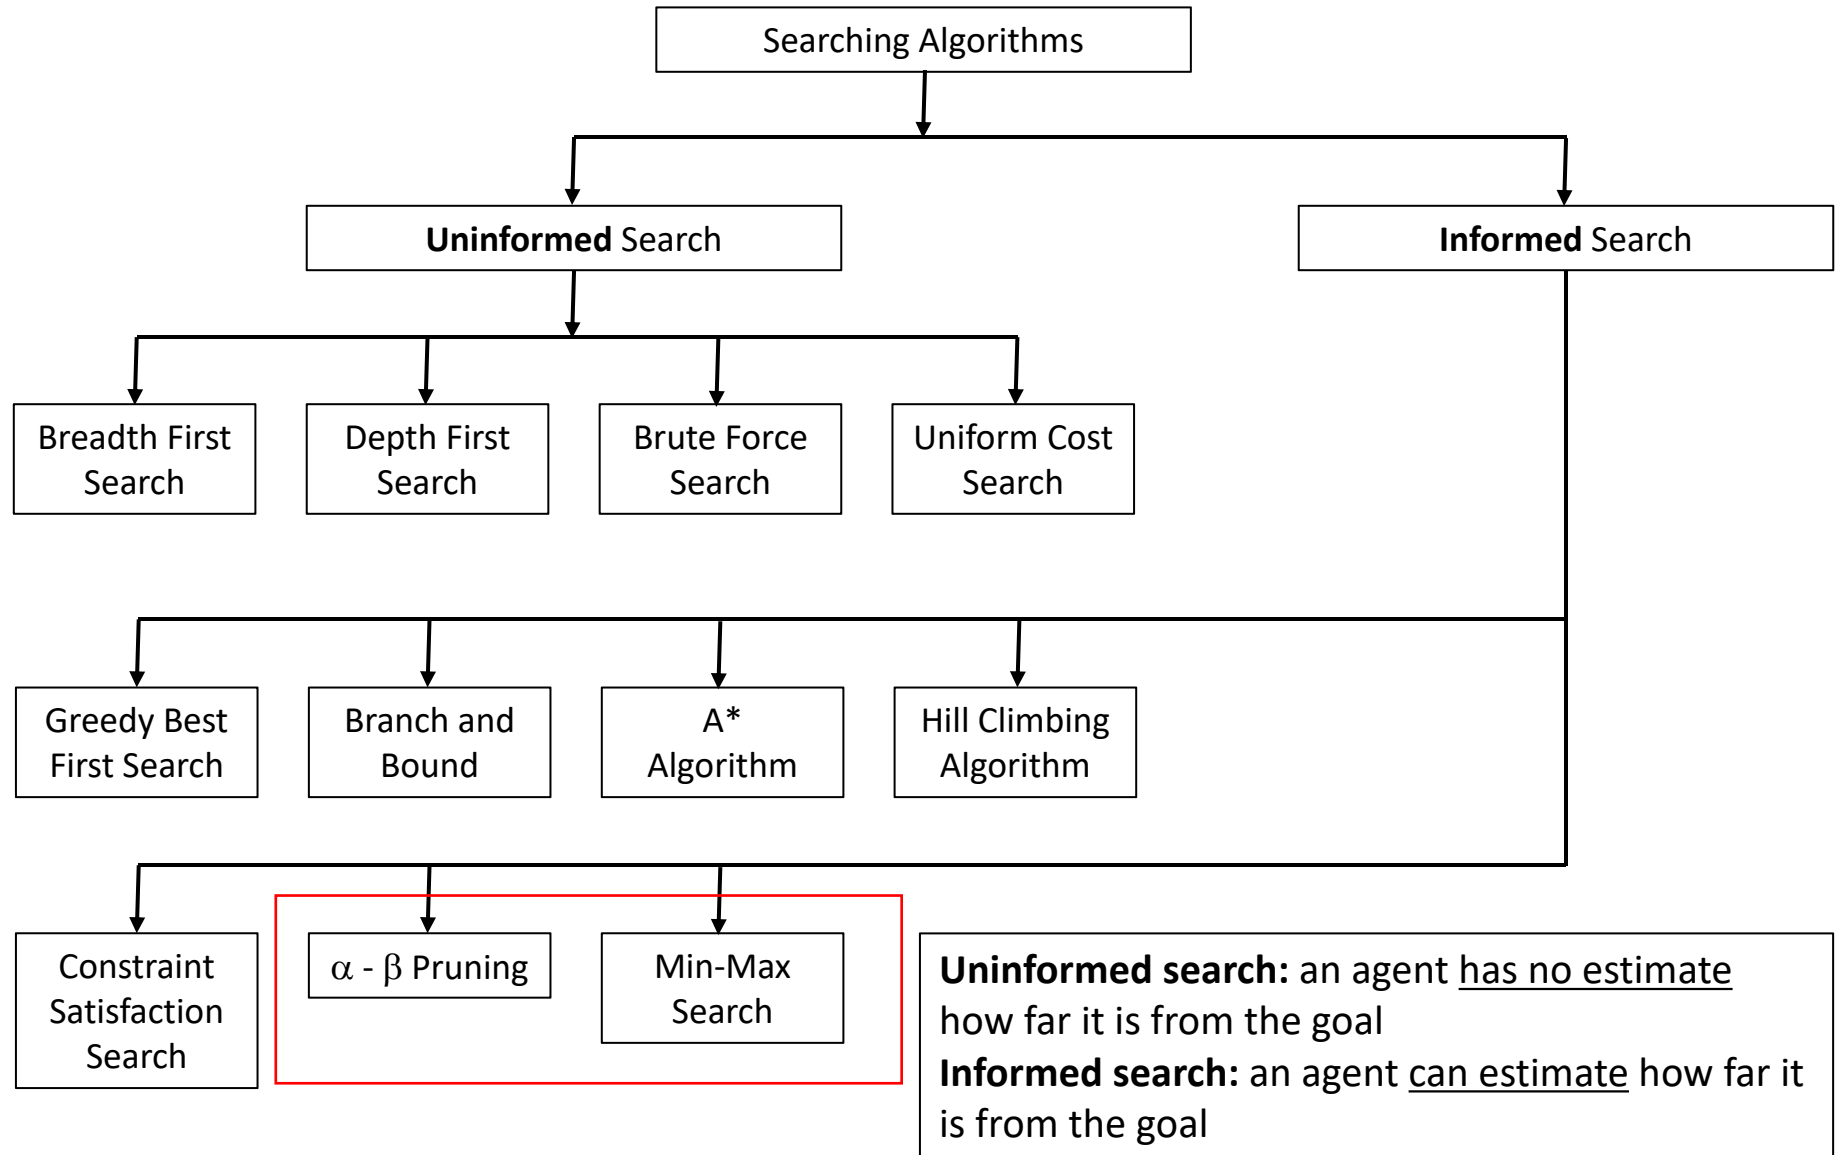 Searching Algorithms
Uninformed Search
Informed Search
Breadth First
Search
Depth First
Search
Brute Force
Search
Uniform Cost
Search
Greedy Best
First Search
Branch and
Bound
A*
Algorithm
Hill Climbing
Algorithm
Constraint
Satisfaction
Search
α - β Pruning
Min-Max
Search
Uninformed search: an agent has no estimate
how far it is from the goal
Informed search: an agent can estimate how far it
is from the goal